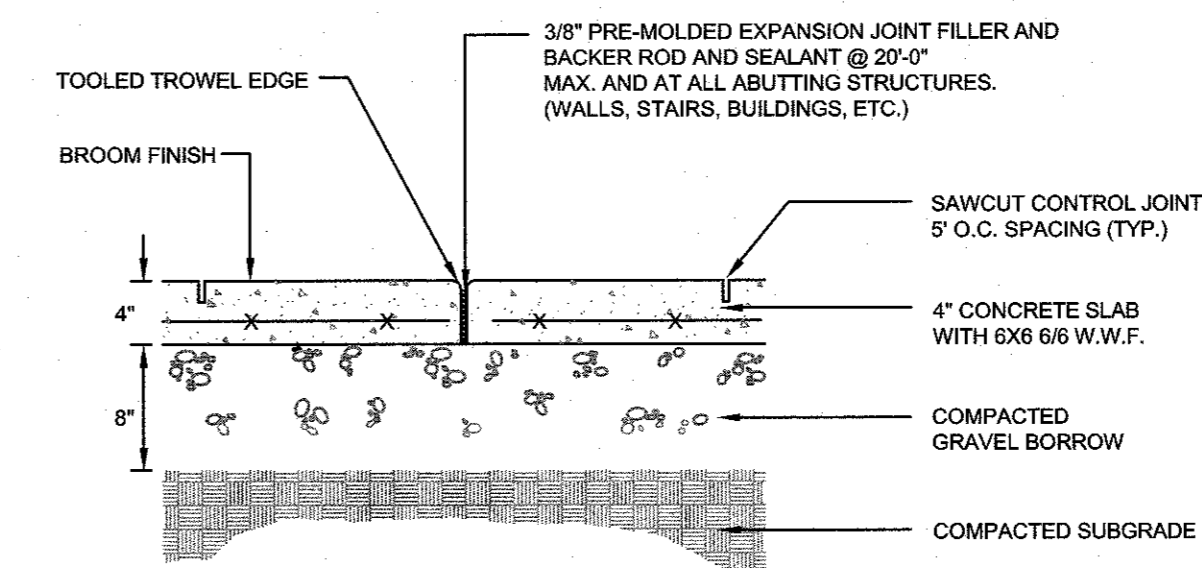 3/8" PRE-MOLDED EXPANSION JOINT FILLER AND
BACKER ROD AND SEALANT @ 20'-0"
MAX. AND AT ALL ABUTTING STRUCTURES.
(WALLS, STAIRS, BUILDINGS, ETC.)
TOOLED TROWEL EDGE
BROOM FINISH
SAWCUT CONTROL JOINT
5' O.C. SPACING (TYP.)
4"
4" CONCRETE SLAB
WITH 6X6 6/6 W.W.F.
8"
COMPACTED
GRAVEL BORROW
COMPACTED SUBGRADE